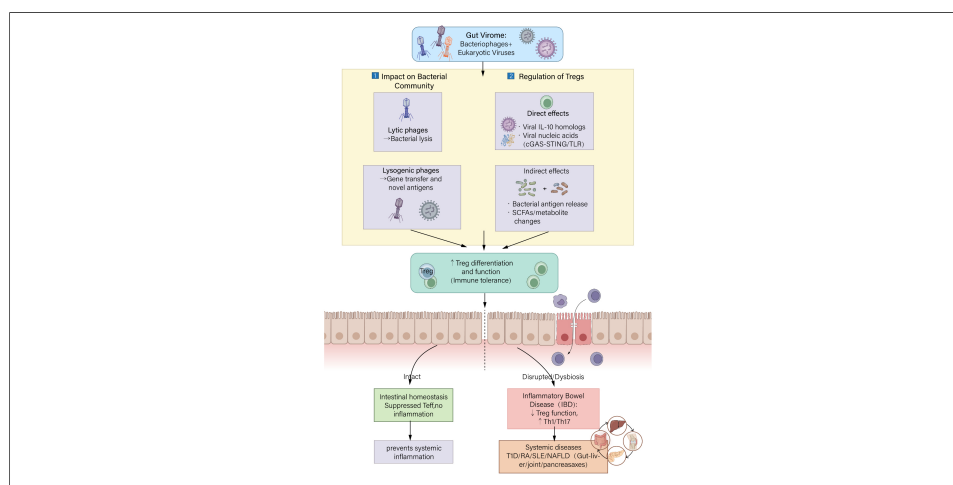 Gut Virome:
Bacteriophages+
Eukaryotic Viruses
1 Impact on Bacterial
Community
Lytic phages
→Bacterial lysis
Lysogenic phages
→Gene transfer and
novel antigens
2 Regulation of Tregs
Direct effects
· Viral IL-10 homologs
· Viral nucleic acids
(cGAS-STING/TLR)
Indirect effects
+
· Bacterial antigen release
· SCFAs/metabolite
changes
Treg
↑Treg differentiation
and function
(Immune tolerance)
Intact
Intestinal homeostasis
Suppressed Teff,no
inflammation
prevents systemic
inflammation
Disrupted/Dysbiosis
Inflammatory Bowel
Disease (IBD):
↓ Treg function,
↑ Th1/Th17
Systemic diseases
T1D/RA/SLE/NAFLD (Gut-liv-
er/joint/pancreasaxes)